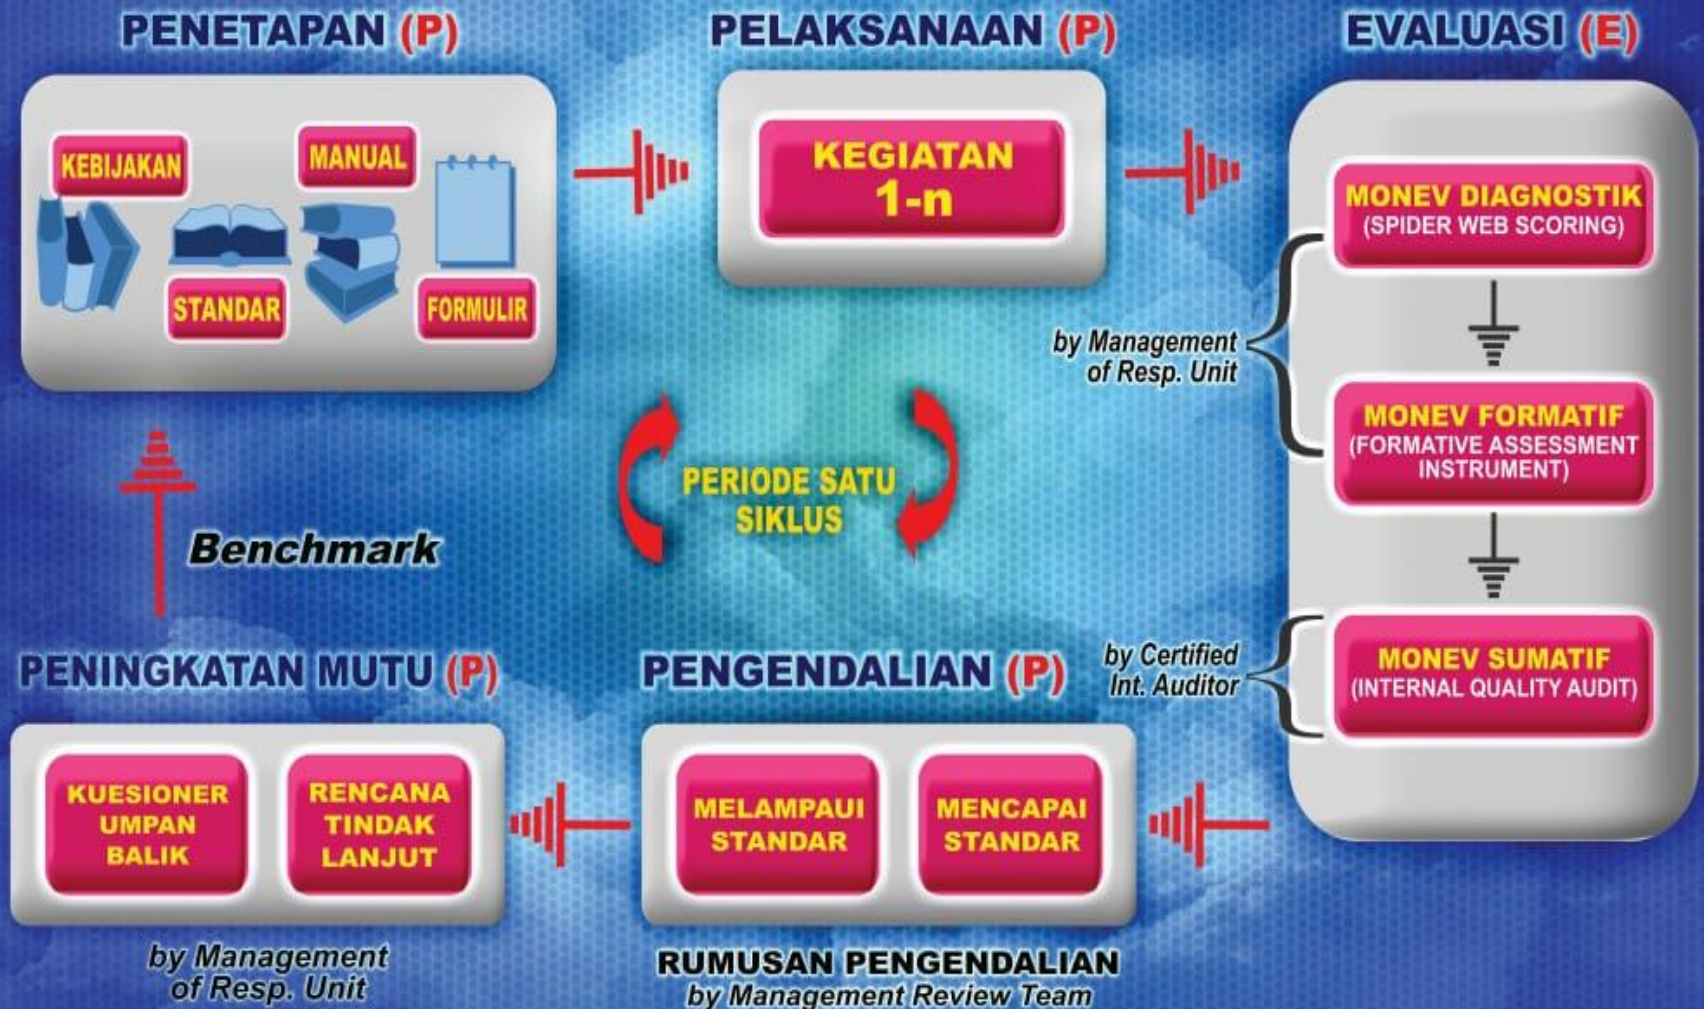 PENETAPAN (P)
KEBIJAKAN
MANUAL
STANDAR
FORMULIR
PELAKSANAAN (P)
KEGIATAN
1-n
EVALUASI (E)
MONEV DIAGNOSTIK
(SPIDER WEB SCORING)
by Management
of Resp. Unit
MONEV FORMATIF
(FORMATIVE ASSESSMENT
INSTRUMENT)
by Certified
Int. Auditor
MONEV SUMATIF
(INTERNAL QUALITY AUDIT)
PERIODE SATU
SIKLUS
PENGENDALIAN (P)
MELAMPAUI
STANDAR
MENCAPAI
STANDAR
RUMUSAN PENGENDALIAN
by Management Review Team
PENINGKATAN MUTU (P)
KUESIONER
UMPAN
BALIK
RENCANA
TINDAK
LANJUT
by Management
of Resp. Unit
Benchmark